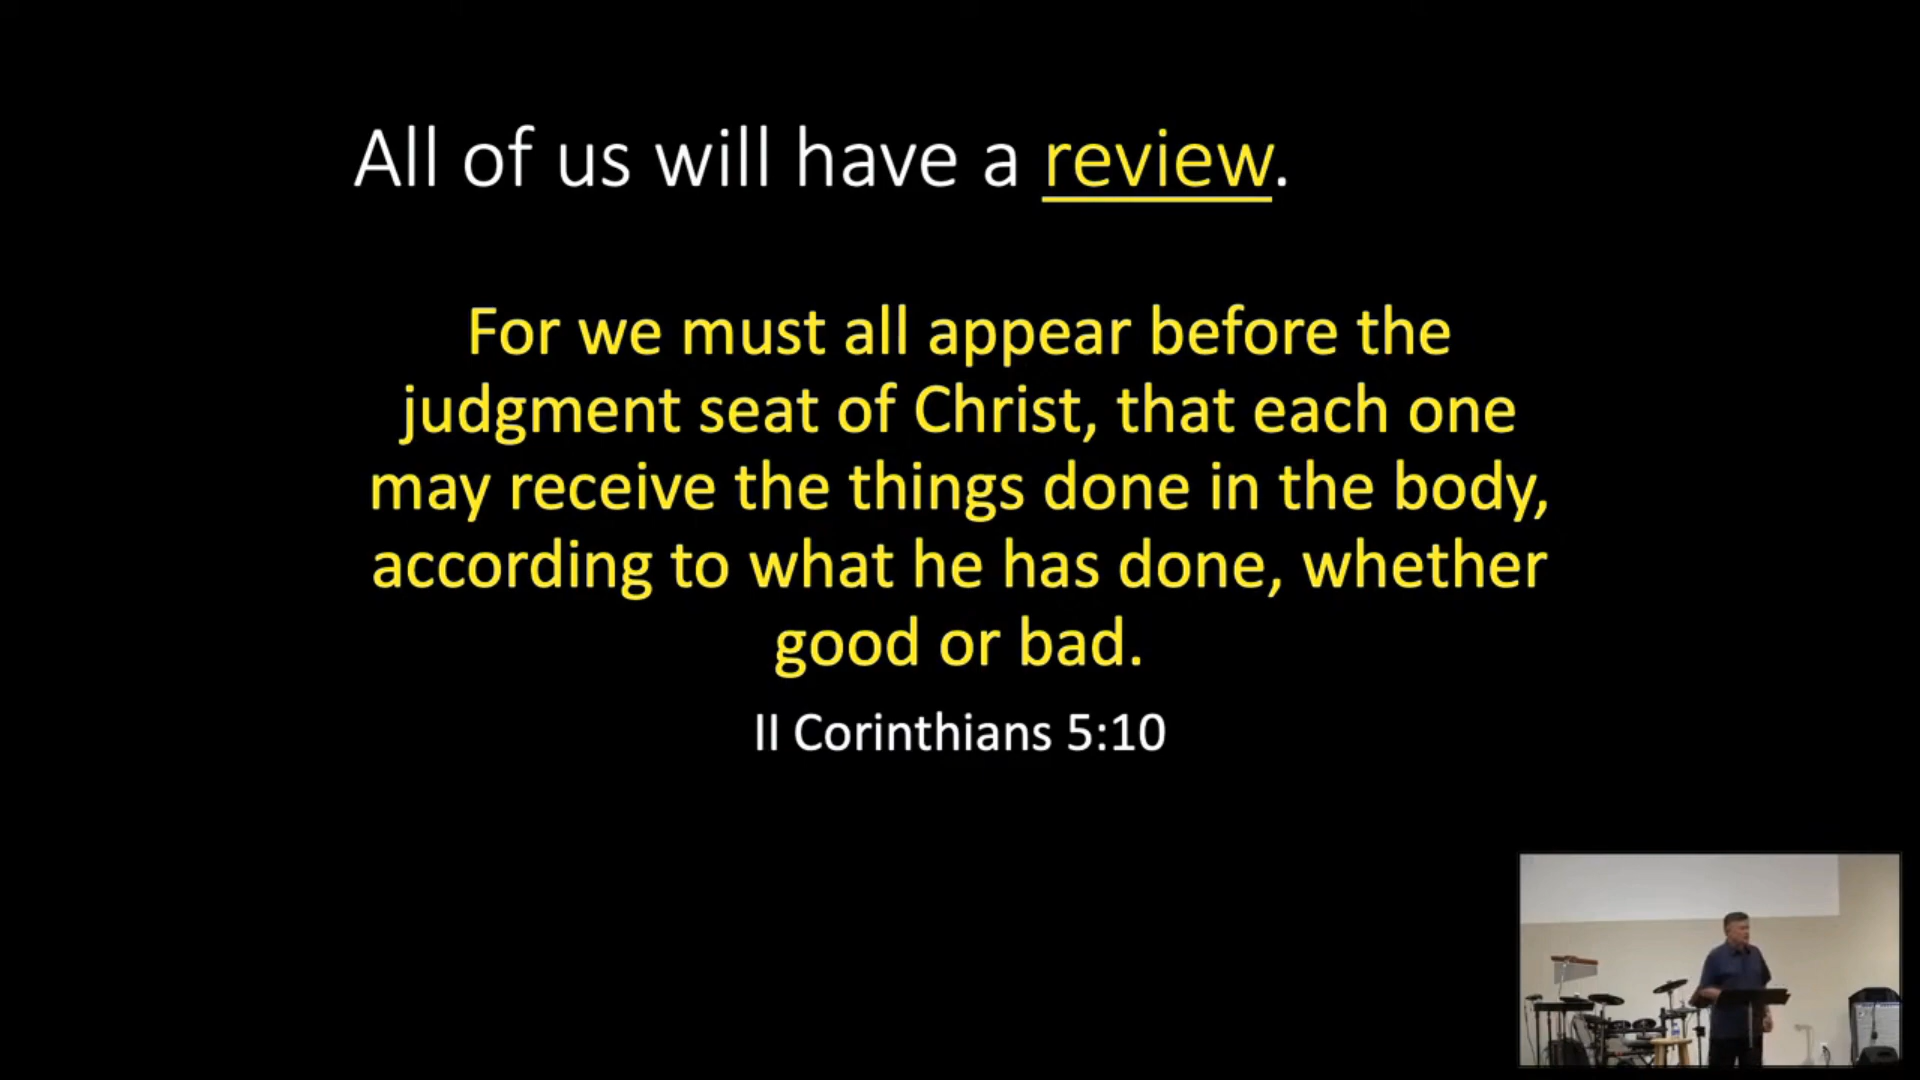 All of us will have a review.
For we must all appear before the
judgment seat of Christ, that each one
may receive the things done in the body,
according to what he has done, whether
good or bad.
II Corinthians 5:10